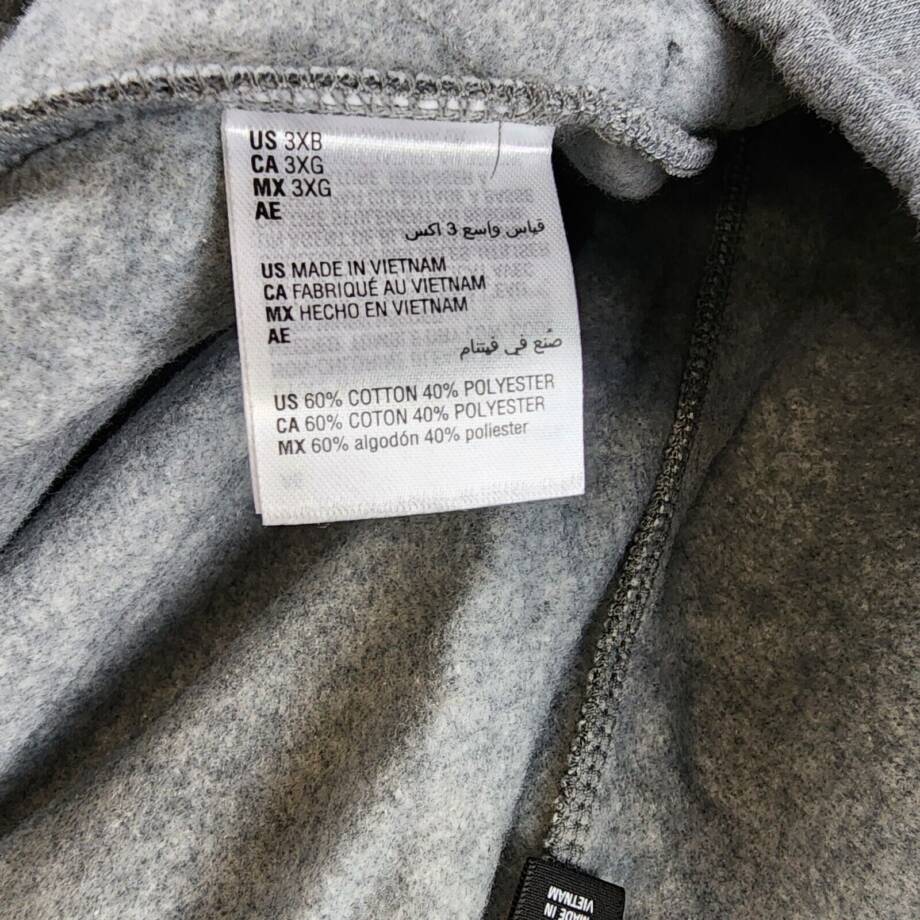 US 3XB
CA 3XG
MX 3XG
AE
قياس واسع 3 اكس
US MADE IN VIETNAM
CA FABRIQUÉ AU VIETNAM
MX HECHO EN VIETNAM
AE
صُنع في فيتنام
US 60% COTTON 40% POLYESTER
CA 60% COTON 40% POLYESTER
MX 60% algodón 40% poliester
MADE IN
VIETNAM